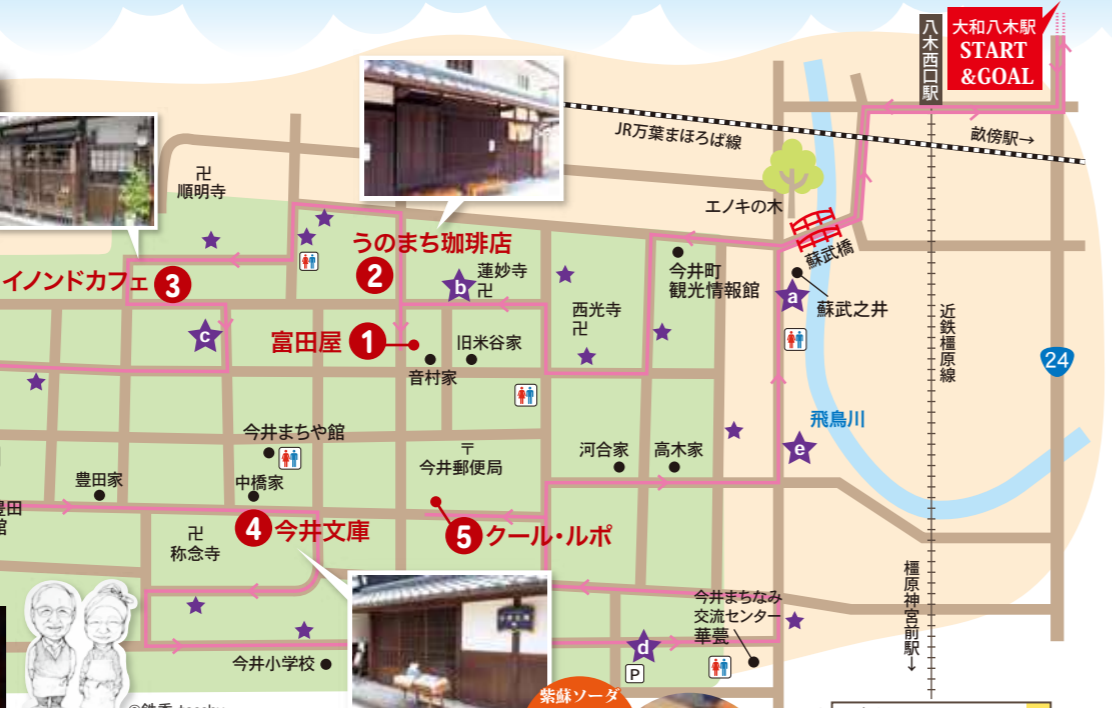 大和八木駅
START
&GOAL
八木西口駅
JR万葉まほろば線
畝傍駅→
卍
順明寺
エノキの木
蘇武橋
うのまち珈琲店
2
イノンドカフェ
3
b
蓮妙寺
卍
今井町
観光情報館
a
蘇武之井
西光寺
卍
c
富田屋
1
旧米谷家
音村家
近鉄橿原線
24
飛鳥川
e
今井まちや館
〒
今井郵便局
河合家
高木家
豊田家
中橋家
豊田
館
4
今井文庫
5
クール・ルポ
卍
称念寺
橿原神宮前駅↓
今井まちなみ
交流センター
華甍
d
P
今井小学校
紫蘇ソーダ